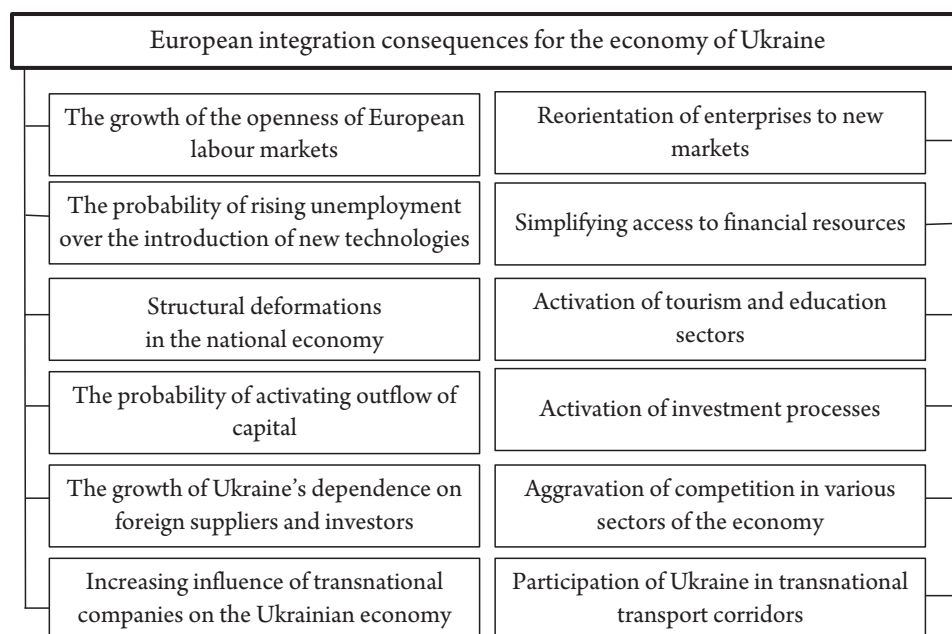 European integration consequences for the economy of Ukraine
The growth of the openness of European
labour markets
The probability of rising unemployment
over the introduction of new technologies
Structural deformations
in the national economy
The probability of activating outflow of
capital
The growth of Ukraine’s dependence on
foreign suppliers and investors
Increasing influence of transnational
companies on the Ukrainian economy
Reorientation of enterprises to new
markets
Simplifying access to financial resources
Activation of tourism and education
sectors
Activation of investment processes
Aggravation of competition in various
sectors of the economy
Participation of Ukraine in transnational
transport corridors